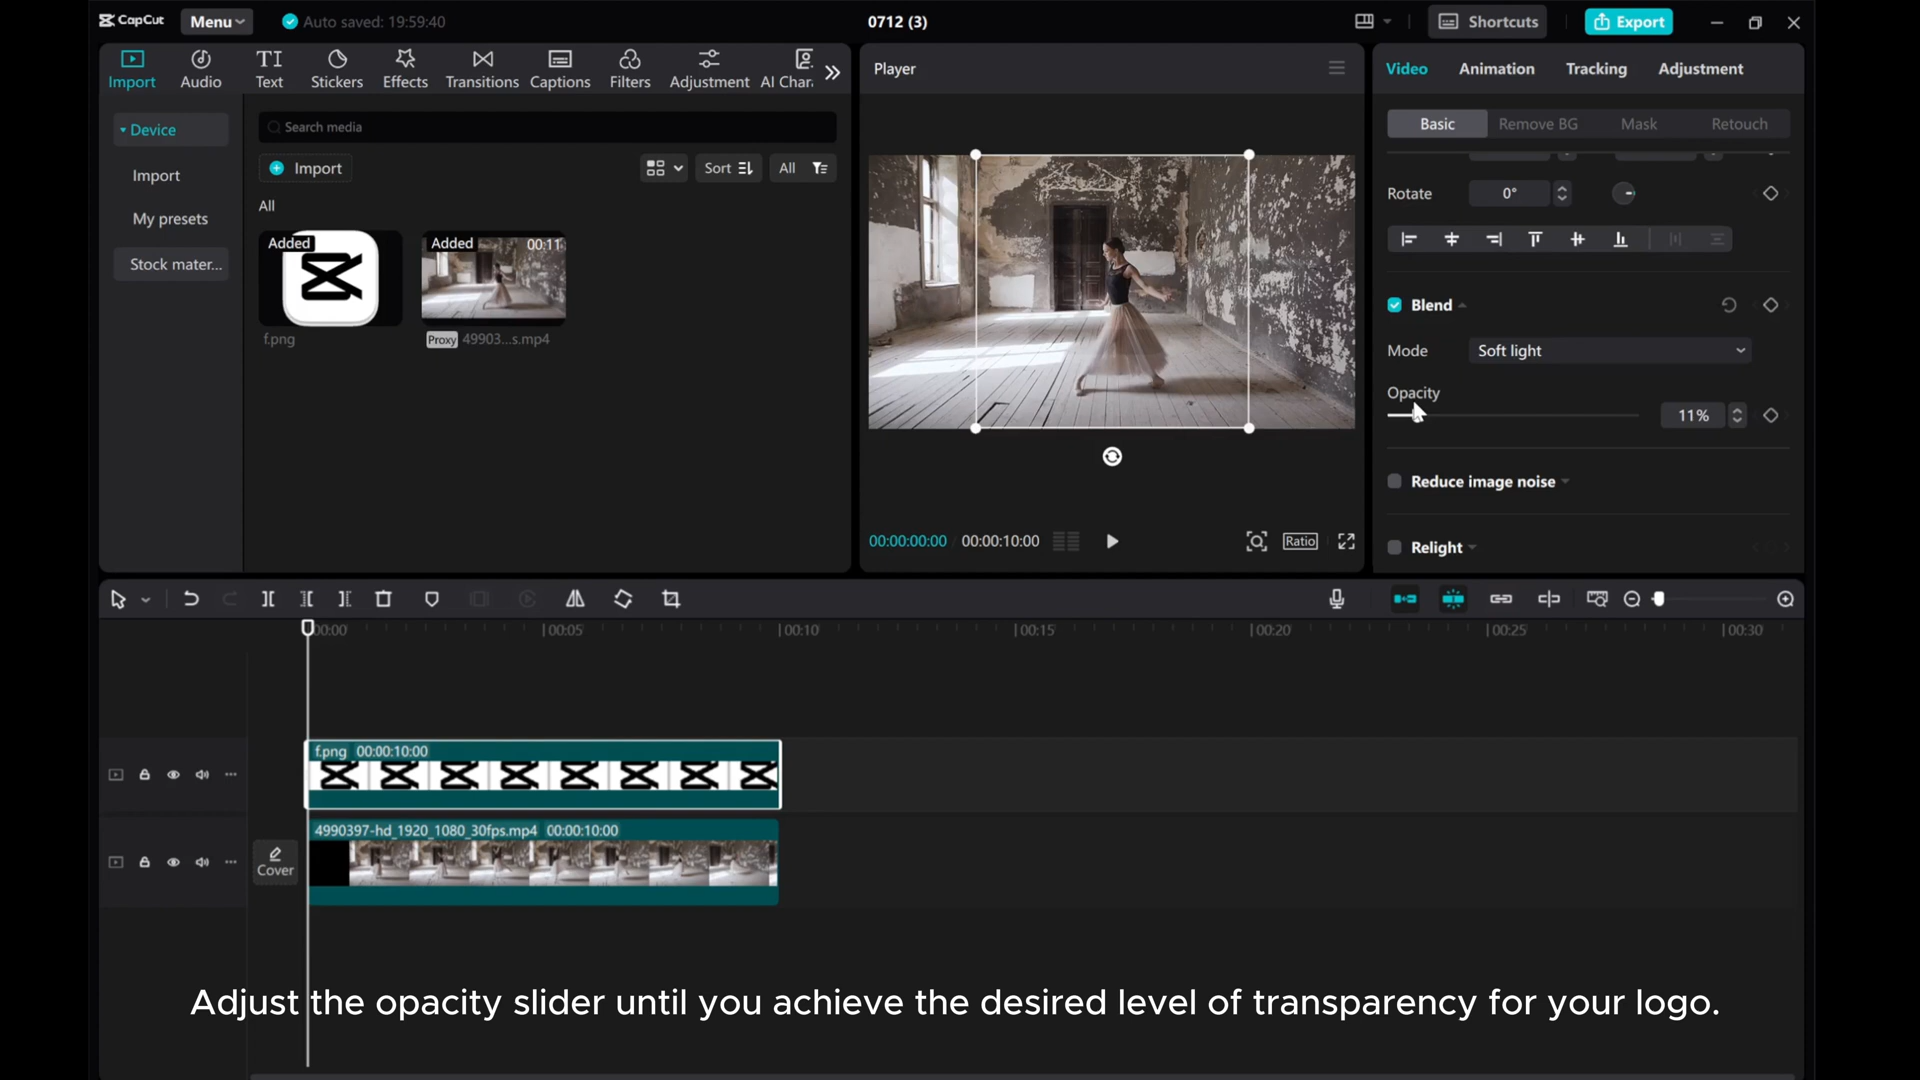 CapCut
Menu
Auto saved: 19:59:40
0712 (3)
Shortcuts
Export
Import
Audio
TI
Text
Stickers
Effects
Transitions
Captions
Filters
Adjustment
AI Char.
Player
Video
Animation
Tracking
Adjustment
Device
Import
My presets
Stock mater...
Search media
Import
Sort
All
All
Added
f.png
Added
00:11
Proxy
49903...s.mp4
00:00:00:00
00:00:10:00
Ratio
Basic
Remove BG
Mask
Retouch
Rotate
0°
Blend
Mode
Soft light
Opacity
11%
Reduce image noise
Relight
00:00
00:05
00:10
00:15
00:20
00:25
00:30
f.png 00:00:10:00
Cover
4990397-hd_1920_1080_30fps.mp4 00:00:10:00
Adjust the opacity slider until you achieve the desired level of transparency for your logo.